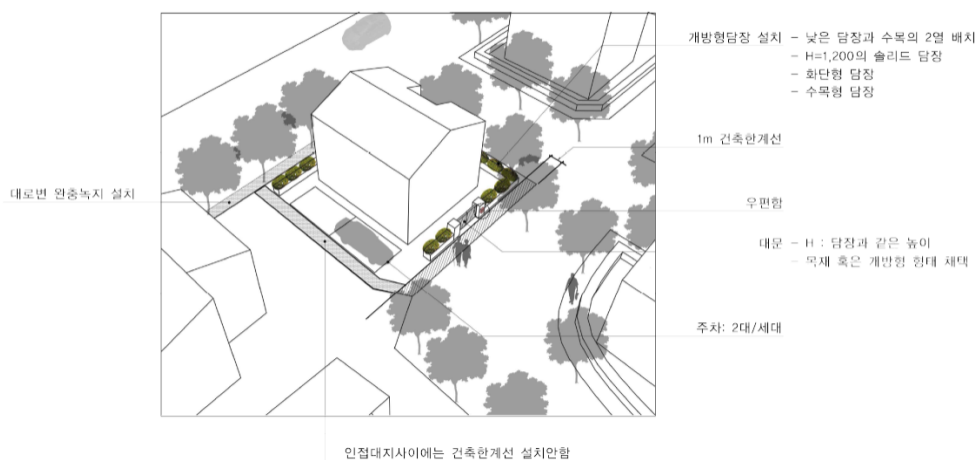 개방형담장 설치 - 낮은 담장과 수목의 2열 배치
- H=1,200의 솔리드 담장
- 화단형 담장
- 수목형 담장
1m 건축한계선
대로변 완충녹지 설치
우편함
대문 - H : 담장과 같은 높이
- 목재 혹은 개방형 형태 채택
주차: 2대/세대
인접대지사이에는 건축한계선 설치안함